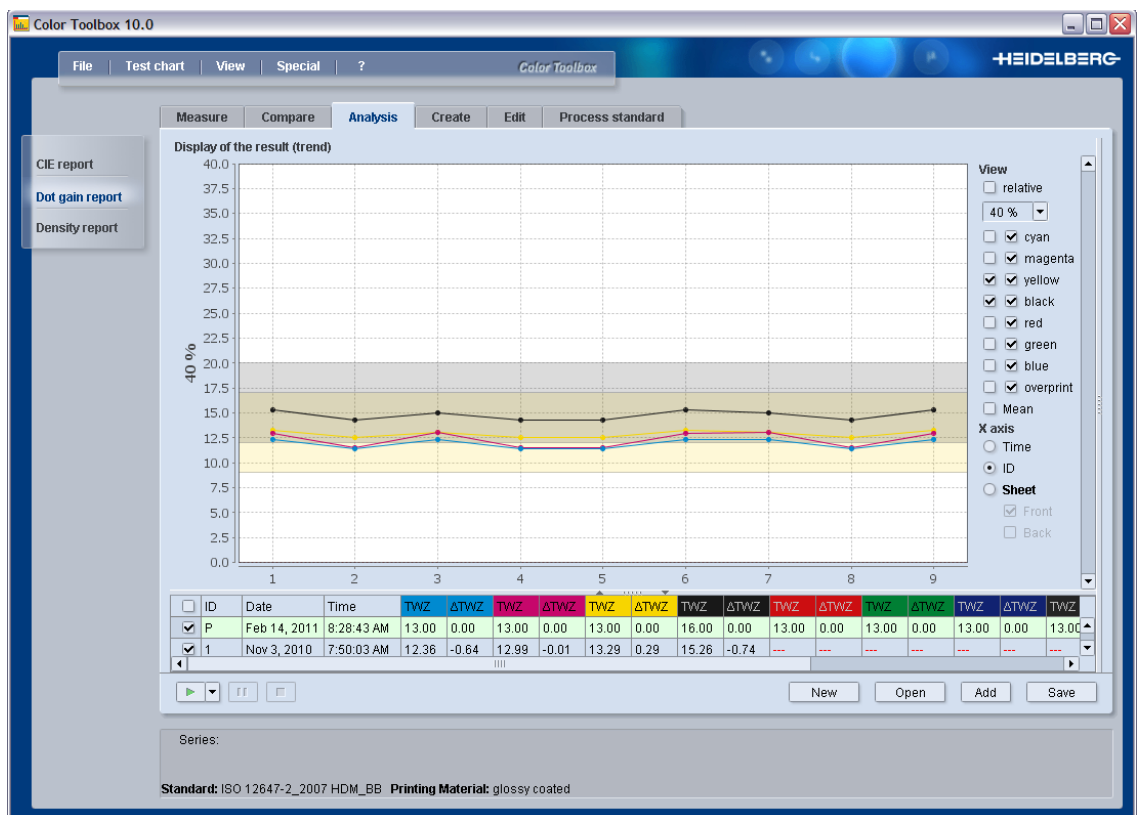 Color Toolbox 10.0
HEIDELBERG
File Test chart View Special ? Color Toolbox
Measure Compare Analysis Create Edit Process standard
CIE report
Dot gain report
Density report
Display of the result (trend)
40.0
37.5
35.0
32.5
30.0
27.5
25.0
22.5
20.0
17.5
15.0
12.5
10.0
7.5
5.0
2.5
0.0
40 %
1 2 3 4 5 6 7 8 9
View
relative
40 %
cyan
magenta
yellow
black
red
green
blue
overprint
Mean
X axis
Time
ID
Sheet
Front
Back
ID Date Time TWZ ΔTWZ TWZ ΔTWZ TWZ ΔTWZ TWZ ΔTWZ TWZ ΔTWZ TWZ ΔTWZ TWZ ΔTWZ TWZ
P Feb 14, 2011 8:28:43 AM 13.00 0.00 13.00 0.00 13.00 0.00 16.00 0.00 13.00 0.00 13.00 0.00 13.00 0.00 13.00
1 Nov 3, 2010 7:50:03 AM 12.36 -0.64 12.99 -0.01 13.29 0.29 15.26 -0.74 --- --- --- --- --- --- ---
New Open Add Save
Series:
Standard: ISO 12647-2_2007 HDM_BB Printing Material: glossy coated